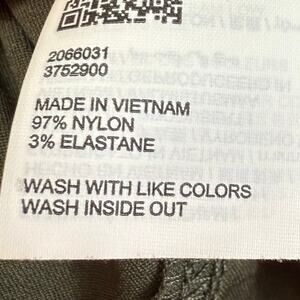 2066031
3752900
MADE IN VIETNAM
97% NYLON
3% ELASTANE
WASH WITH LIKE COLORS
WASH INSIDE OUT